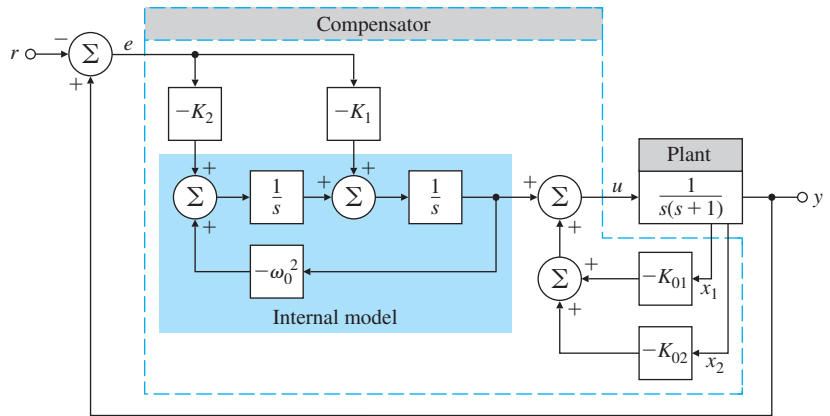 Compensator
r
−
Σ
+
e
−K₂
−K₁
Plant
+
Σ
+
1/s
+
+
Σ
1/s
+
Σ
+
u
1/(s(s + 1))
y
−ω₀²
Σ
+
+
−K₀₁
x₁
Internal model
−K₀₂
x₂